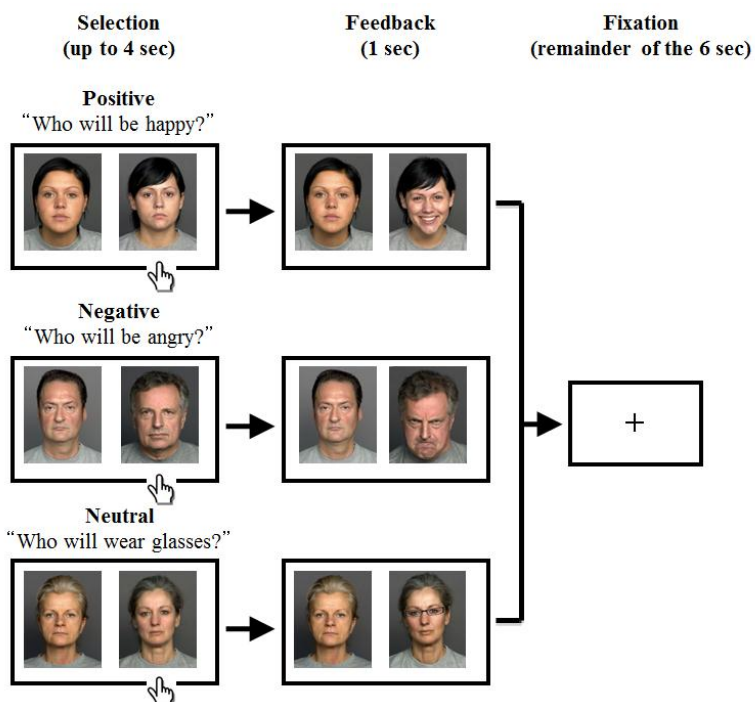 Selection
(up to 4 sec)
Feedback
(1 sec)
Fixation
(remainder of the 6 sec)
Positive
“Who will be happy?”
Negative
“Who will be angry?”
+
Neutral
“Who will wear glasses?”